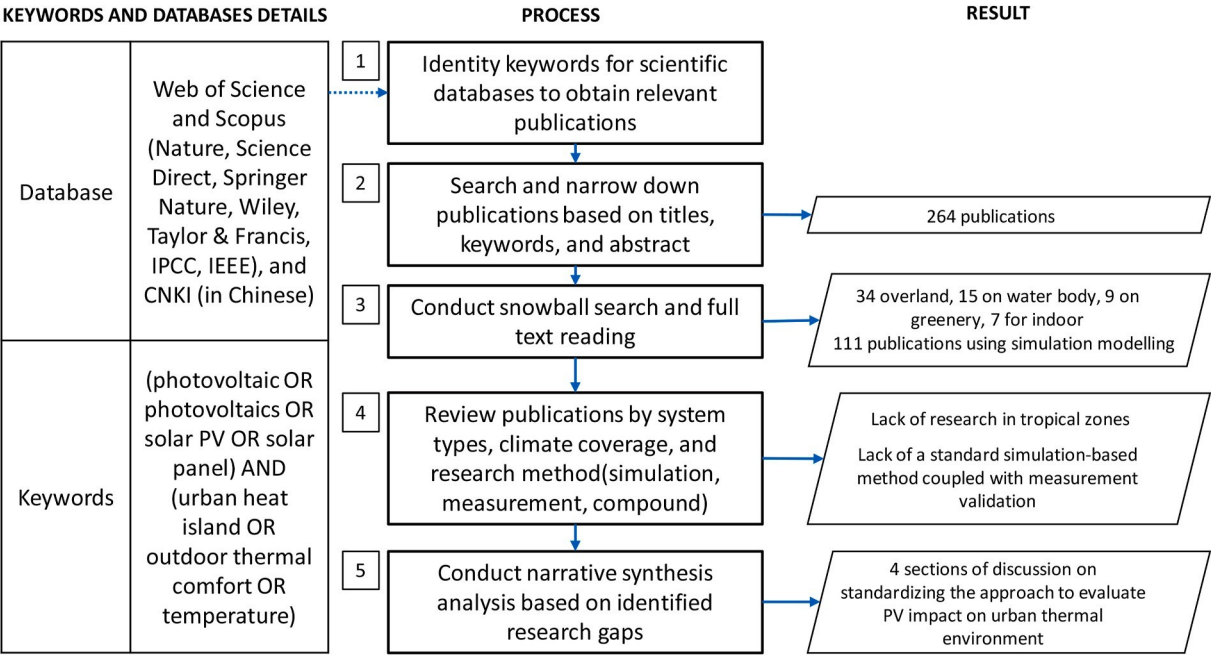 KEYWORDS AND DATABASES DETAILS
PROCESS
RESULT
Database
Web of Science
and Scopus
(Nature, Science
Direct, Springer
Nature, Wiley,
Taylor & Francis,
IPCC, IEEE), and
CNKI (in Chinese)
Keywords
(photovoltaic OR
photovoltaics OR
solar PV OR solar
panel) AND
(urban heat
island OR
outdoor thermal
comfort OR
temperature)
1
Identity keywords for scientific
databases to obtain relevant
publications
2
Search and narrow down
publications based on titles,
keywords, and abstract
264 publications
3
Conduct snowball search and full
text reading
34 overland, 15 on water body, 9 on
greenery, 7 for indoor
111 publications using simulation modelling
4
Review publications by system
types, climate coverage, and
research method(simulation,
measurement, compound)
Lack of research in tropical zones
Lack of a standard simulation-based
method coupled with measurement
validation
5
Conduct narrative synthesis
analysis based on identified
research gaps
4 sections of discussion on
standardizing the approach to evaluate
PV impact on urban thermal
environment